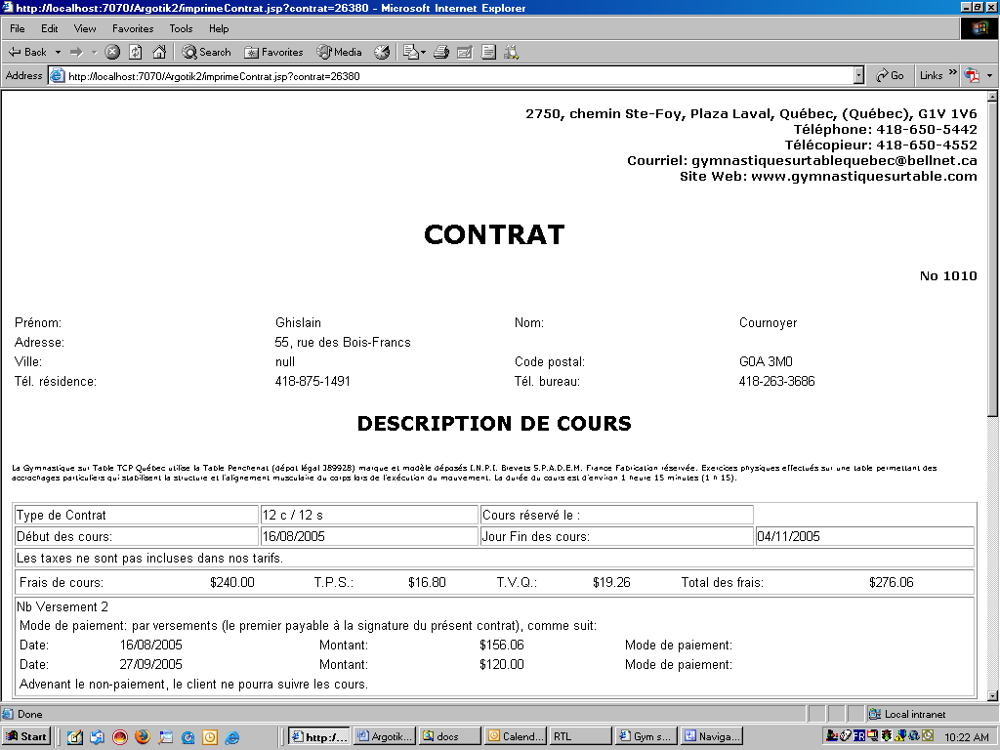 http://localhost:7070/Argotik2/imprimeContrat.jsp?contrat=26380 - Microsoft Internet Explorer
File Edit View Favorites Tools Help
Back Search Favorites Media
Address http://localhost:7070/Argotik2/imprimeContrat.jsp?contrat=26380 Go Links »
2750, chemin Ste-Foy, Plaza Laval, Québec, (Québec), G1V 1V6
Téléphone: 418-650-5442
Télécopieur: 418-650-4552
Courriel: gymnastiquesurtablequebec@bellnet.ca
Site Web: www.gymnastiquesurtable.com
CONTRAT
No 1010
Prénom: Ghislain Nom: Cournoyer
Adresse: 55, rue des Bois-Francs
Ville: null Code postal: G0A 3M0
Tél. résidence: 418-875-1491 Tél. bureau: 418-263-3686
DESCRIPTION DE COURS
La Gymnastique sur Table TCP Québec utilise la Table Penchenat (dépot légal 389928) marque et modèle déposés I.N.P.I. Brevets S.P.A.D.E.M. France Fabrication réservée. Exercices physiques effectués sur une table permettant des
accrochages particuliers qui stabilisent la structure et l'alignement musculaire du corps lors de l'exécution du mouvement. La durée du cours est d'environ 1 heure 15 minutes (1 h 15).
Type de Contrat 12 c / 12 s Cours réservé le :
Début des cours: 16/08/2005 Jour Fin des cours: 04/11/2005
Les taxes ne sont pas incluses dans nos tarifs.
Frais de cours: $240.00 T.P.S.: $16.80 T.V.Q.: $19.26 Total des frais: $276.06
Nb Versement 2
Mode de paiement: par versements (le premier payable à la signature du présent contrat), comme suit:
Date: 16/08/2005 Montant: $156.06 Mode de paiement:
Date: 27/09/2005 Montant: $120.00 Mode de paiement:
Advenant le non-paiement, le client ne pourra suivre les cours.
Done Local intranet
Start http:/... Argotik... docs Calend... RTL Gym s... Naviga... FR 10:22 AM